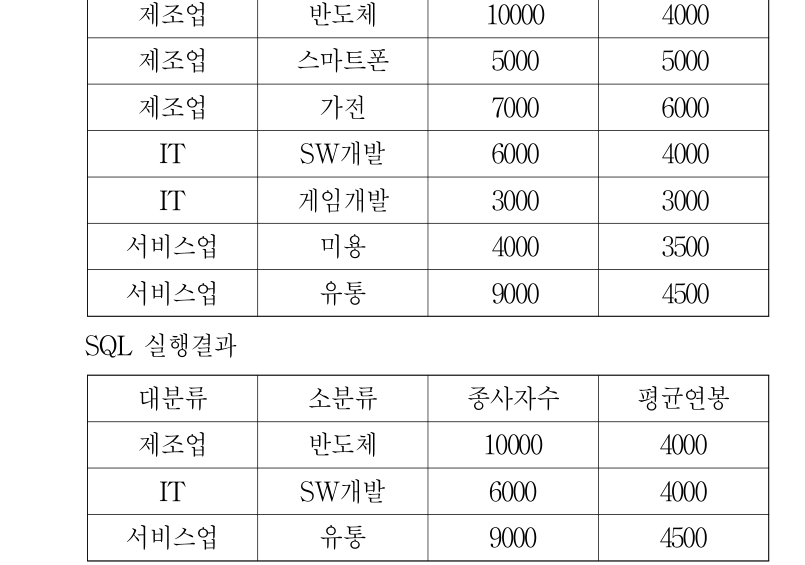 제조업 반도체 10000 4000
제조업 스마트폰 5000 5000
제조업 가전 7000 6000
IT SW개발 6000 4000
IT 게임개발 3000 3000
서비스업 미용 4000 3500
서비스업 유통 9000 4500
SQL 실행결과
대분류 소분류 종사자수 평균연봉
제조업 반도체 10000 4000
IT SW개발 6000 4000
서비스업 유통 9000 4500